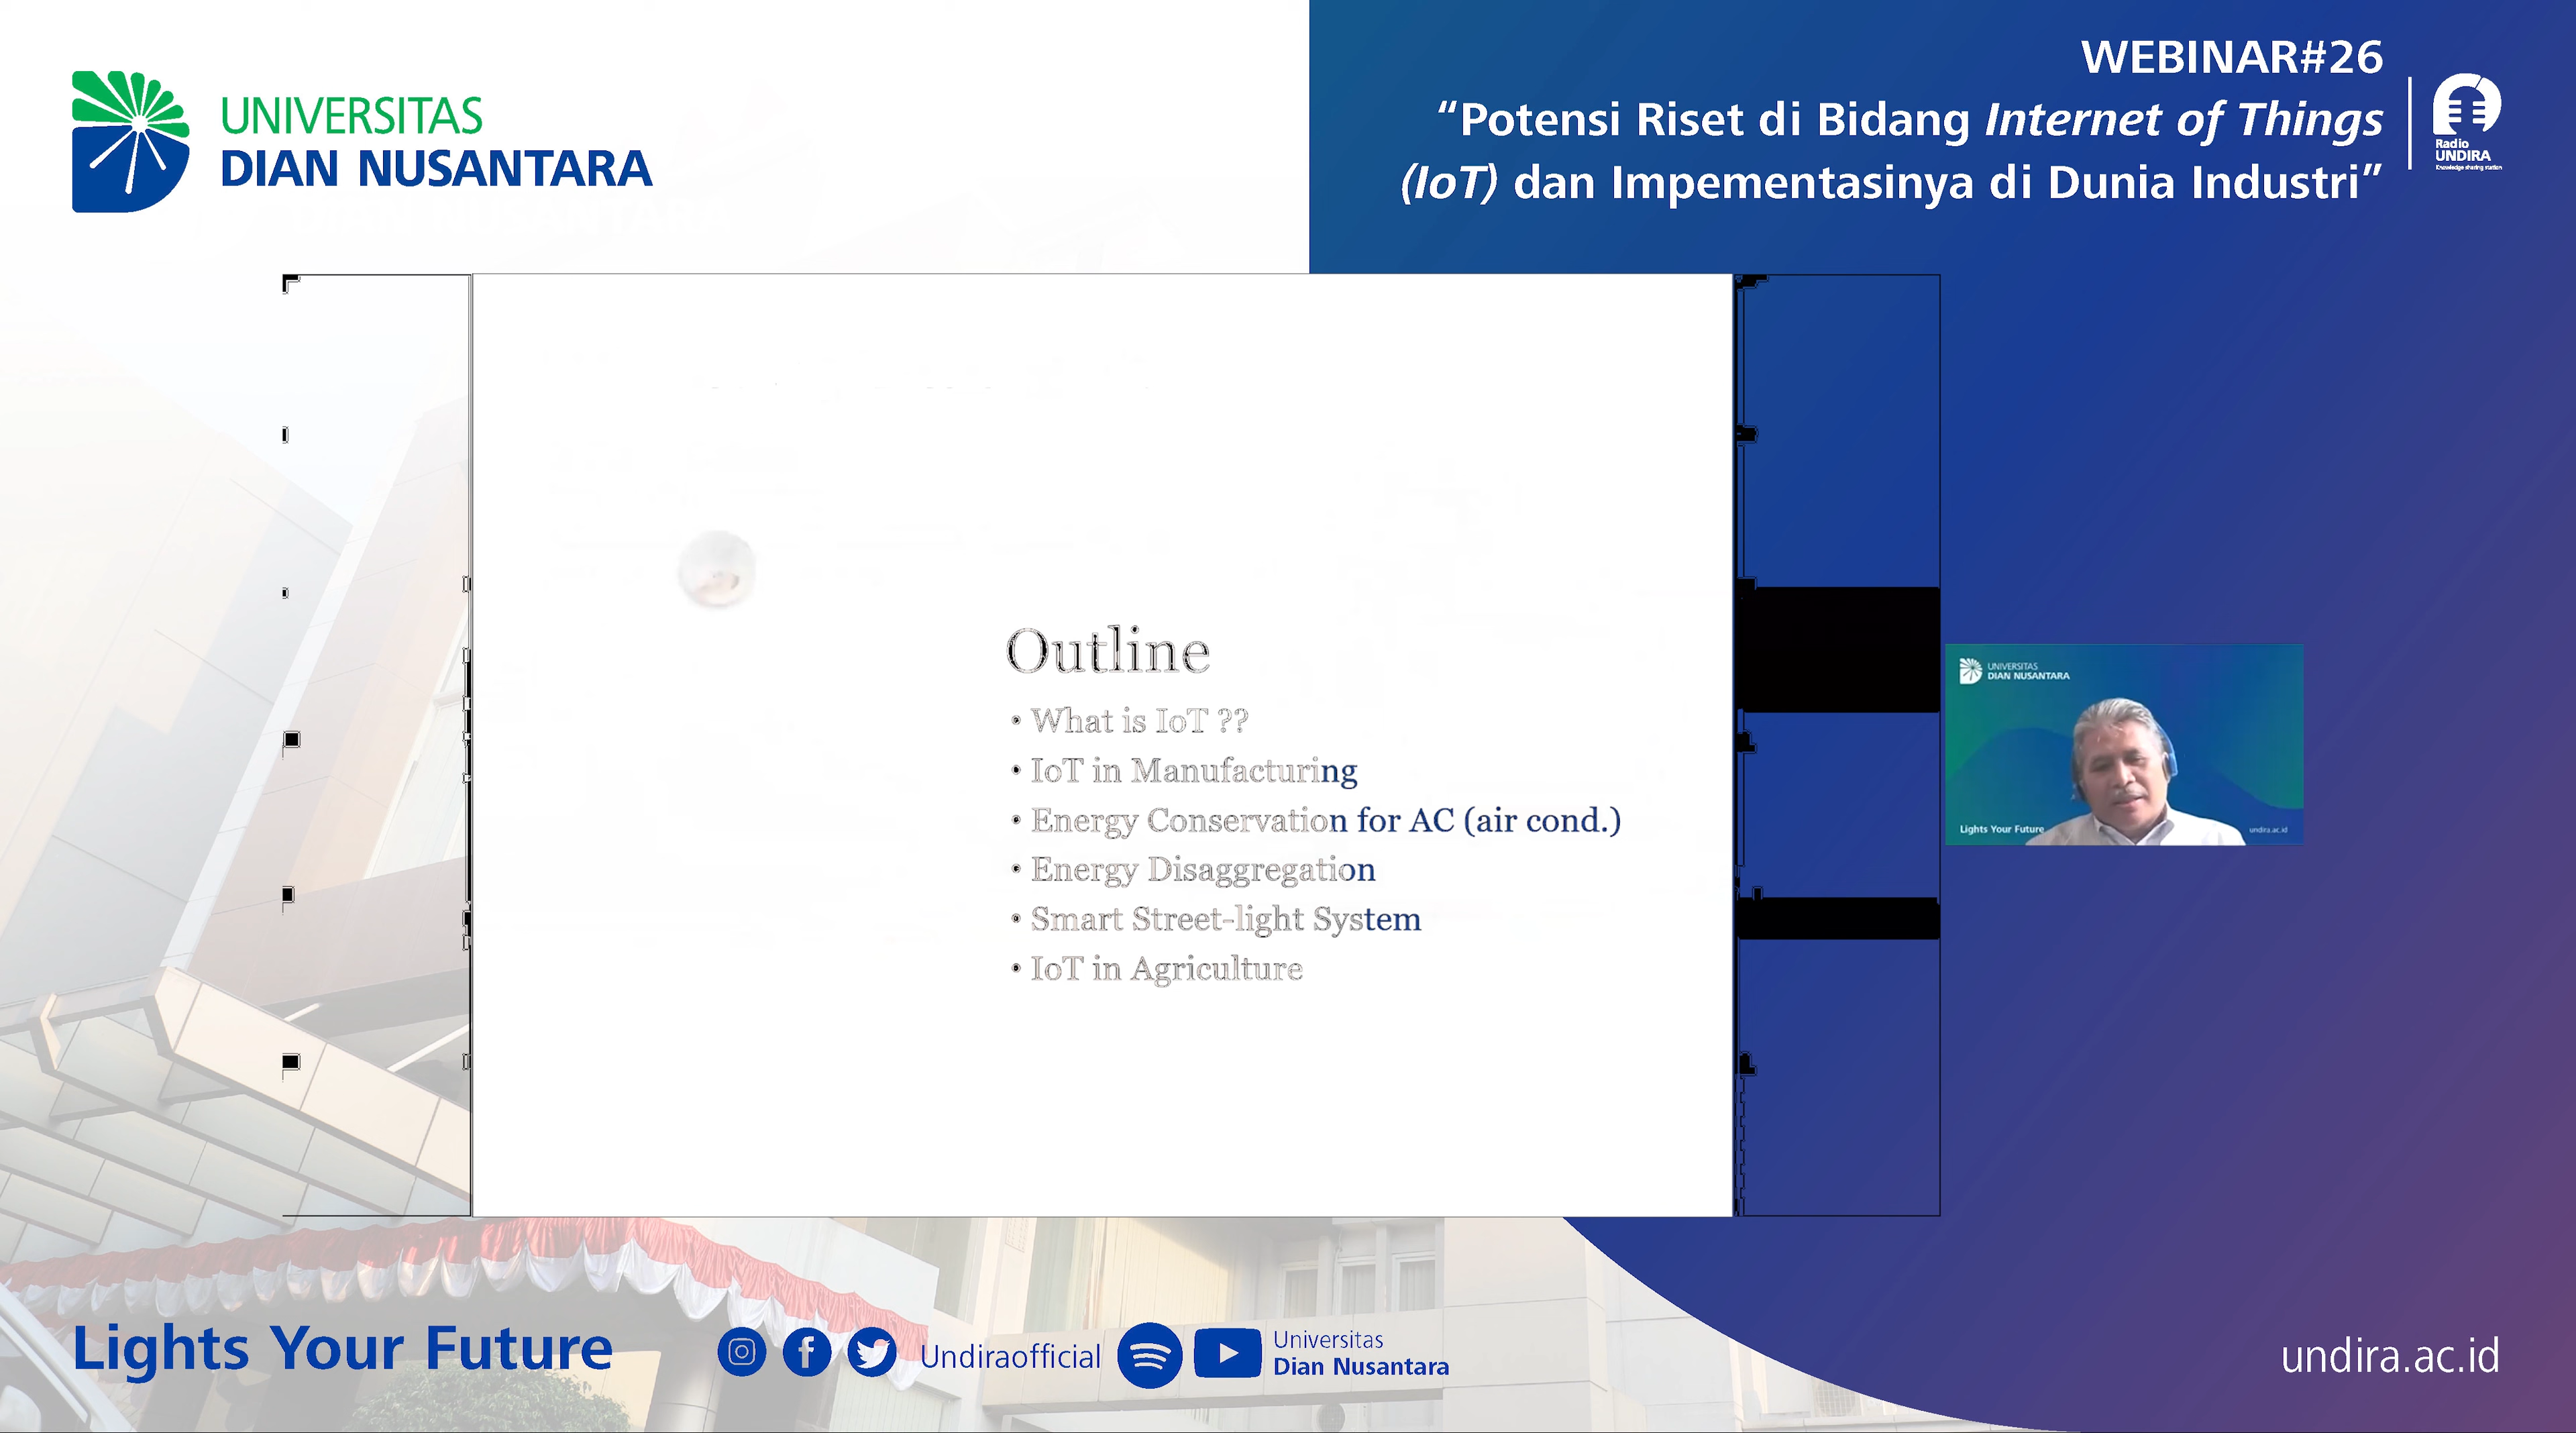 UNIVERSITAS
DIAN NUSANTARA
WEBINAR#26
“Potensi Riset di Bidang Internet of Things
(IoT) dan Impementasinya di Dunia Industri”
Radio
UNDIRA
Knowledge sharing station
Outline
• What is IoT ??
• IoT in Manufacturing
• Energy Conservation for AC (air cond.)
• Energy Disaggregation
• Smart Street-light System
• IoT in Agriculture
UNIVERSITAS
DIAN NUSANTARA
Lights Your Future
undira.ac.id
Lights Your Future
Undiraofficial
Universitas
Dian Nusantara
undira.ac.id